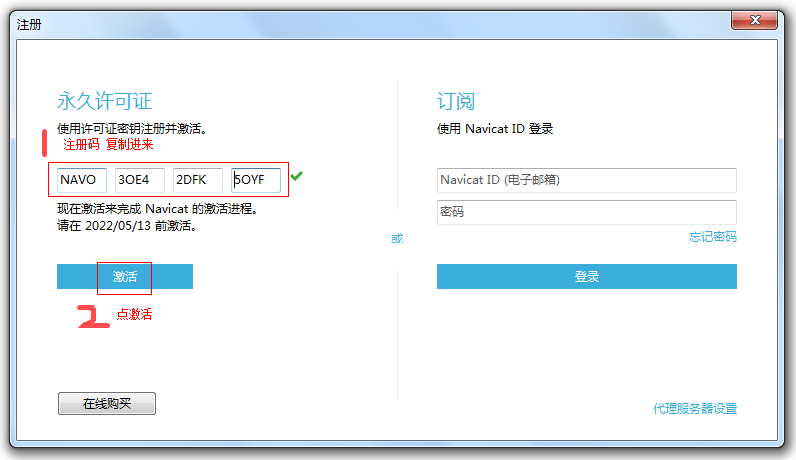 注册
永久许可证
使用许可证密钥注册并激活。
注册码 复制进来
1
NAVO 3OE4 2DFK 5OYF
现在激活来完成 Navicat 的激活进程。
请在 2022/05/13 前激活。
激活
2 点激活
在线购买
或
订阅
使用 Navicat ID 登录
Navicat ID (电子邮箱)
密码
忘记密码
登录
代理服务器设置